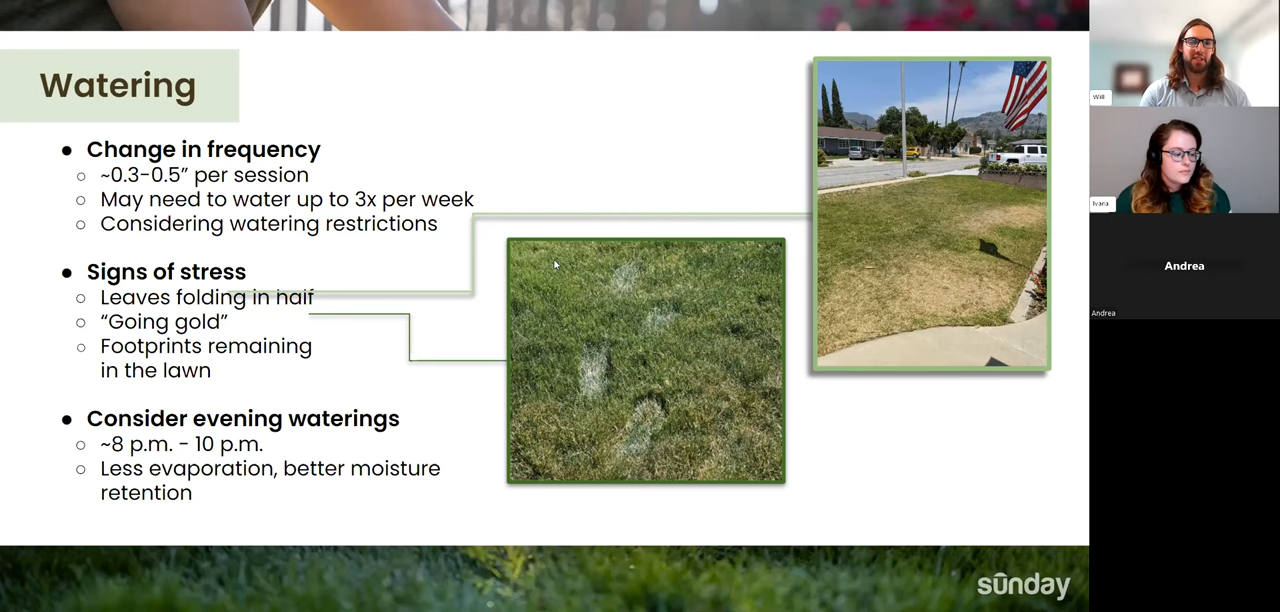 Watering
● Change in frequency
○ ~0.3-0.5” per session
○ May need to water up to 3x per week
○ Considering watering restrictions
● Signs of stress
○ Leaves folding in half
○ “Going gold”
○ Footprints remaining
in the lawn
● Consider evening waterings
○ ~8 p.m. - 10 p.m.
○ Less evaporation, better moisture
retention
sunday
Will
Ivana
Andrea
Andrea